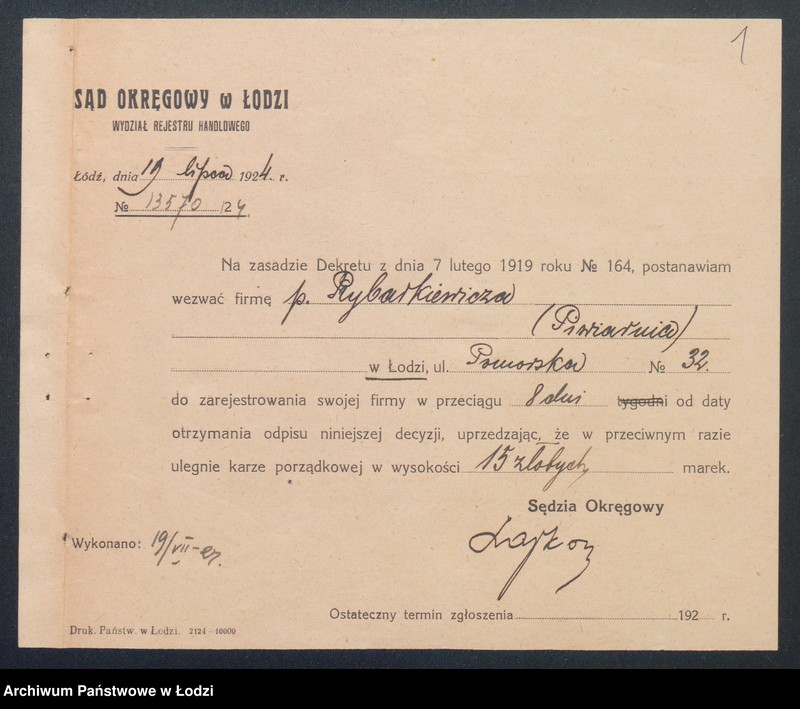 1
SĄD OKRĘGOWY w ŁODZI
WYDZIAŁ REJESTRU HANDLOWEGO
Łódź, dnia 19 lipca 1924. r.
№ 13570 /24.
Na zasadzie Dekretu z dnia 7 lutego 1919 roku № 164, postanawiam
wezwać firmę p. Rybarkiewicza
(Piwiarnia)
w Łodzi, ul. Pomorska № 32.
do zarejestrowania swojej firmy w przeciągu 8 dni tygodni od daty
otrzymania odpisu niniejszej decyzji, uprzedzając, że w przeciwnym razie
ulegnie karze porządkowej w wysokości 15 złotych marek.
Sędzia Okręgowy
Wykonano: 19/VII
Ostateczny termin zgłoszenia 192 r.
Druk. Państw. w Łodzi. 2124—10000
Archiwum Państwowe w Łodzi